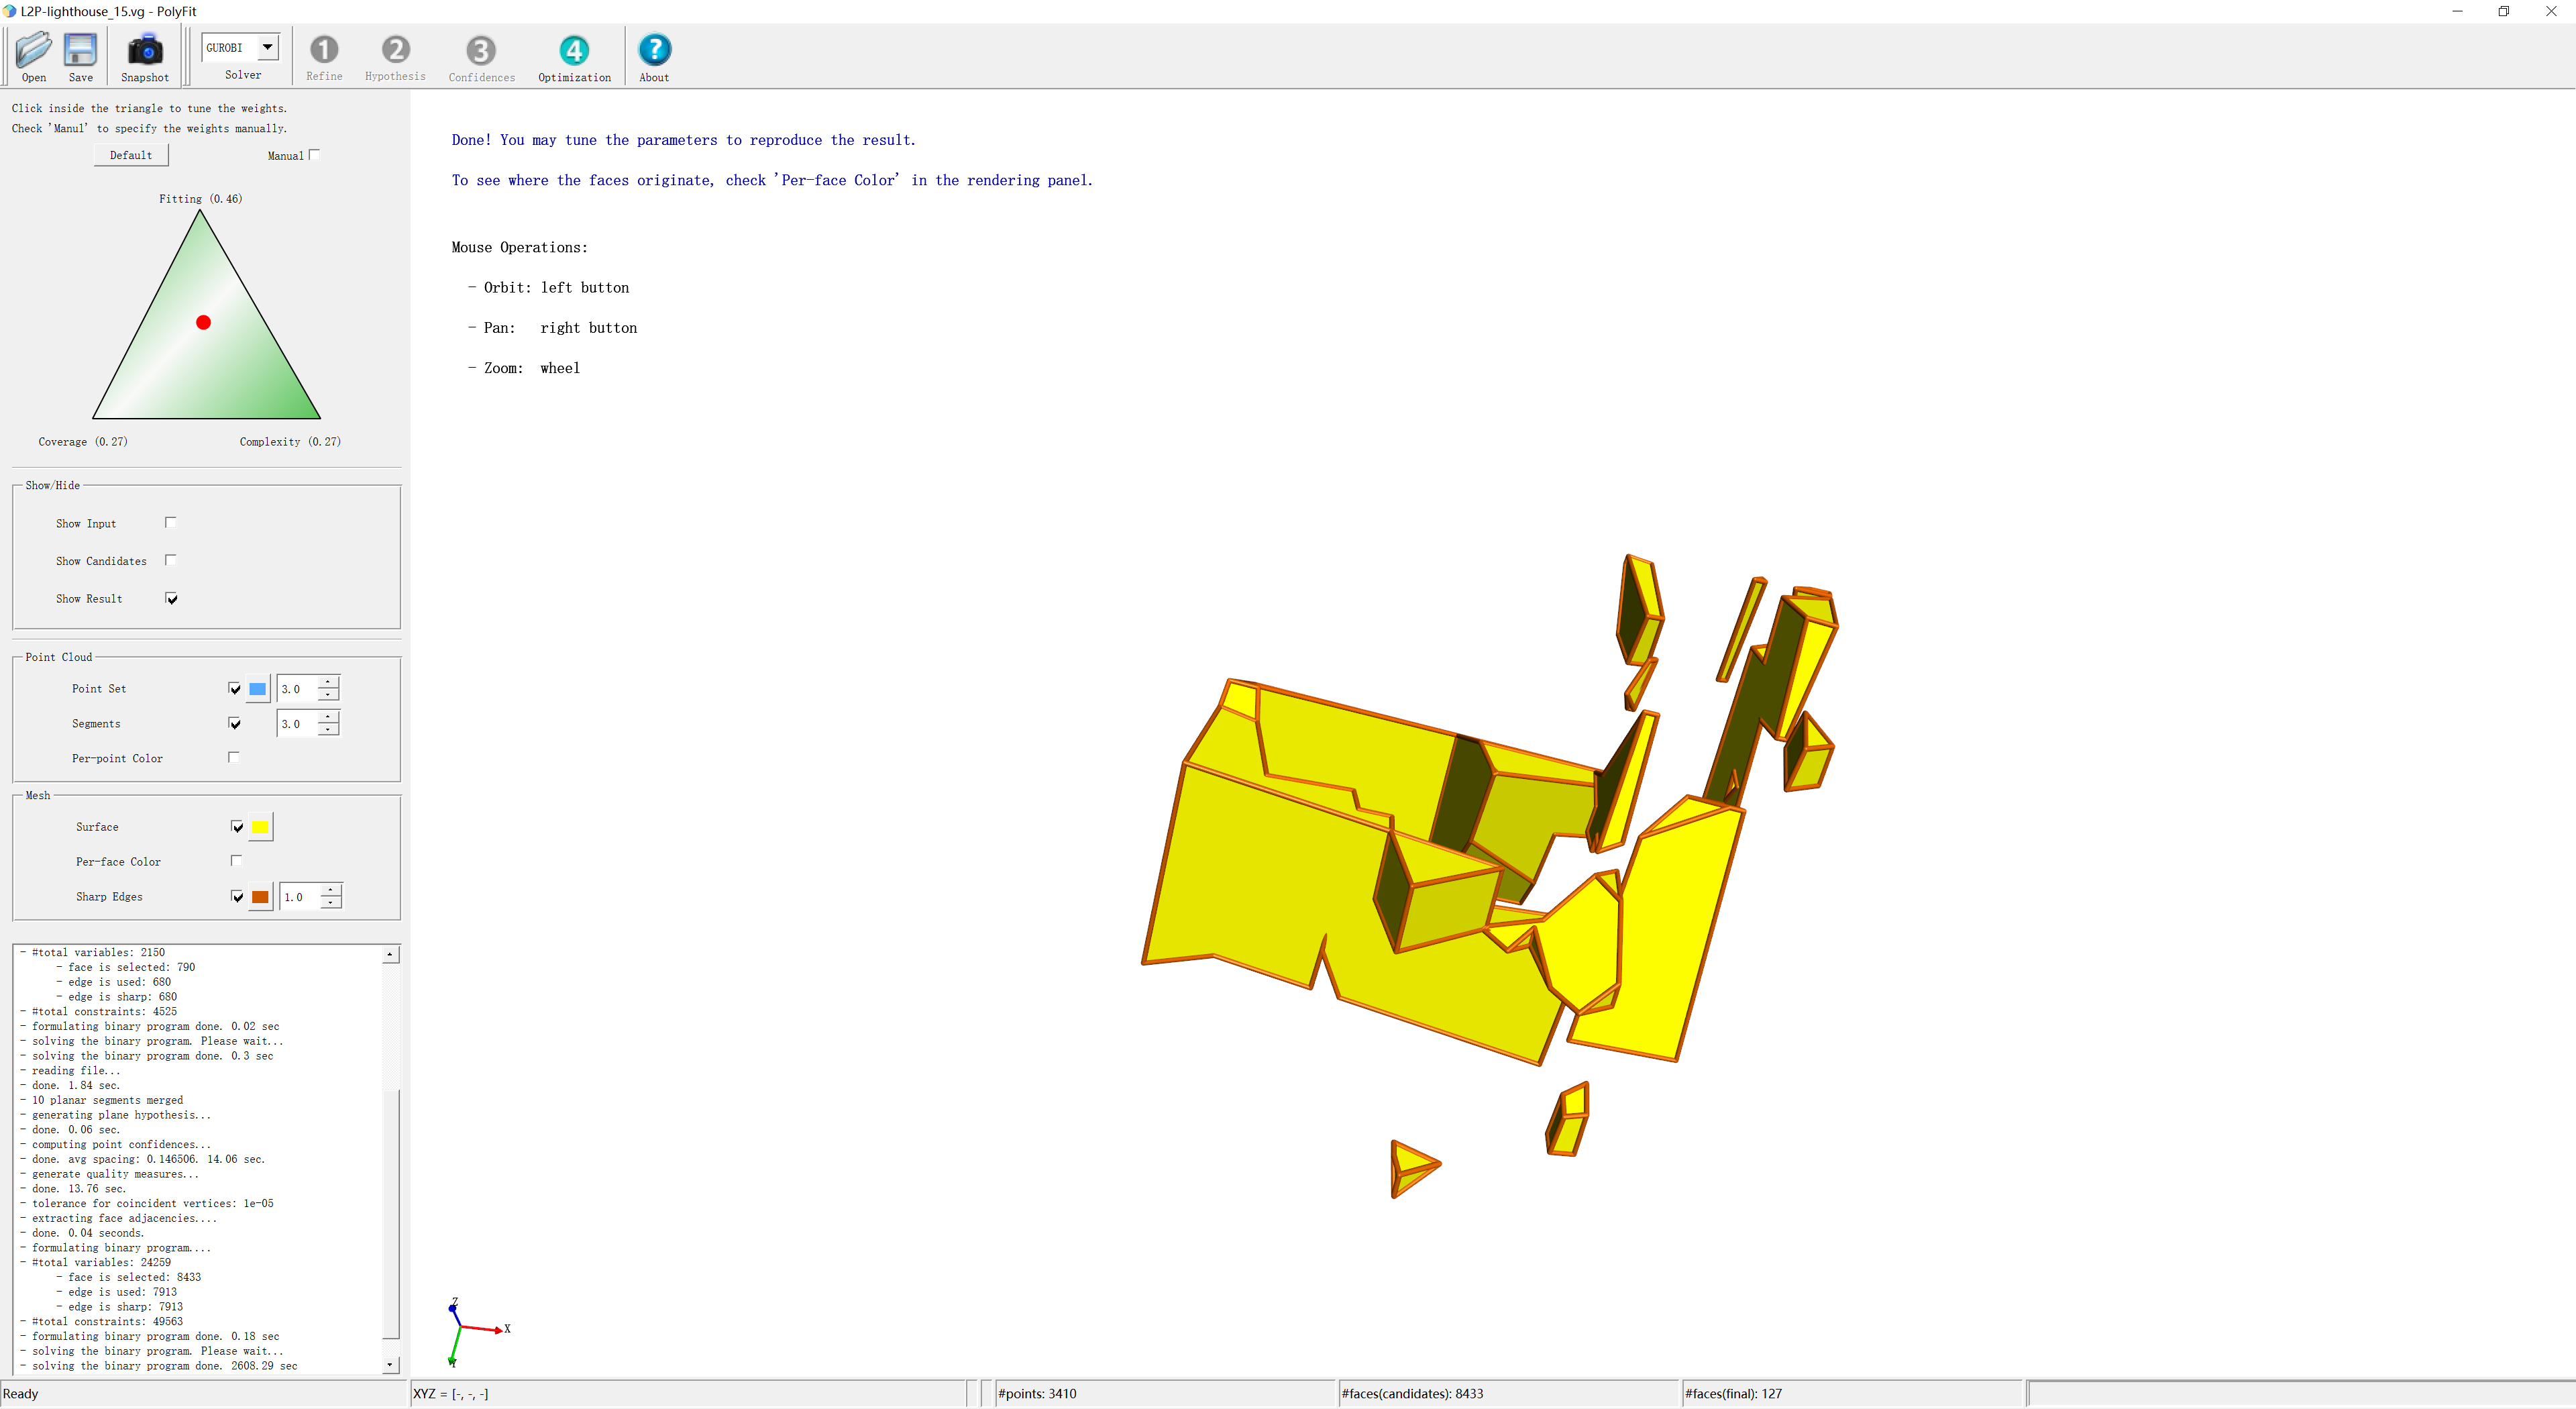 L2P-lighthouse_15.vg - PolyFit
GUROBI
1
2
3
4
?
Open
Save
Snapshot
Solver
Refine
Hypothesis
Confidences
Optimization
About
Click inside the triangle to tune the weights.
Check 'Manul' to specify the weights manually.
Default
Manual
Fitting (0.46)
Coverage (0.27)
Complexity (0.27)
Show/Hide
Show Input
Show Candidates
Show Result
Point Cloud
Point Set
3.0
Segments
3.0
Per-point Color
Mesh
Surface
Per-face Color
Sharp Edges
1.0
- #total variables: 2150
- face is selected: 790
- edge is used: 680
- edge is sharp: 680
- #total constraints: 4525
- formulating binary program done. 0.02 sec
- solving the binary program. Please wait...
- solving the binary program done. 0.3 sec
- reading file...
- done. 1.84 sec.
- 10 planar segments merged
- generating plane hypothesis...
- done. 0.06 sec.
- computing point confidences...
- done. avg spacing: 0.146506. 14.06 sec.
- generate quality measures...
- done. 13.76 sec.
- tolerance for coincident vertices: 1e-05
- extracting face adjacencies....
- done. 0.04 seconds.
- formulating binary program....
- #total variables: 24259
- face is selected: 8433
- edge is used: 7913
- edge is sharp: 7913
- #total constraints: 49563
- formulating binary program done. 0.18 sec
- solving the binary program. Please wait...
- solving the binary program done. 2608.29 sec
Done! You may tune the parameters to reproduce the result.
To see where the faces originate, check 'Per-face Color' in the rendering panel.
Mouse Operations:
- Orbit: left button
- Pan: right button
- Zoom: wheel
Z
X
Y
Ready
XYZ = [-, -, -]
#points: 3410
#faces(candidates): 8433
#faces(final): 127